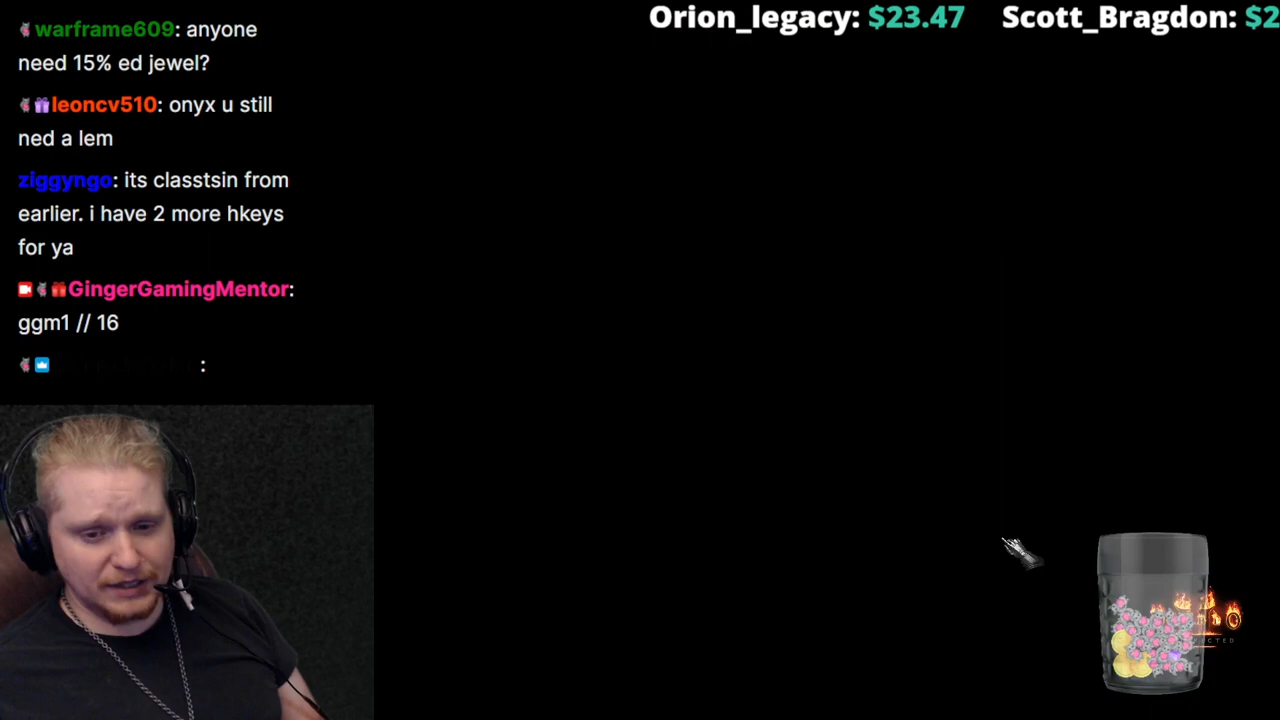 Orion_legacy: $23.47 Scott_Bragdon: $2
warframe609: anyone
need 15% ed jewel?
leoncv510: onyx u still
ned a lem
ziggyngo: its classtsin from
earlier. i have 2 more hkeys
for ya
GingerGamingMentor:
ggm1 // 16
: